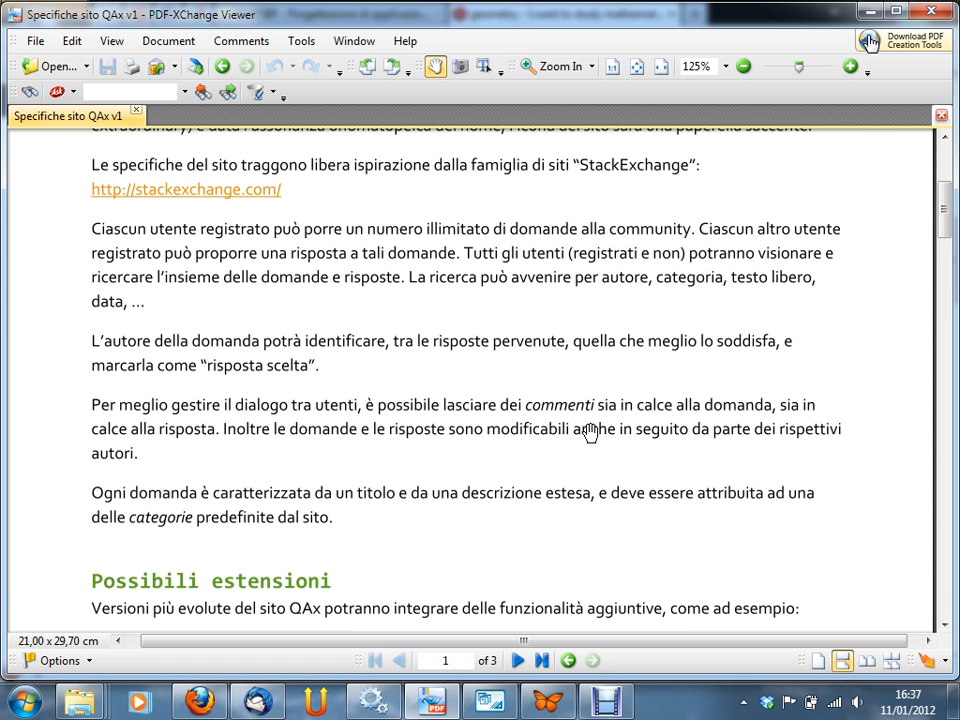 Specifiche sito QAx v1 - PDF-XChange Viewer
File Edit View Document Comments Tools Window Help
Download PDF
Creation Tools
Open... Zoom In 125%
Specifiche sito QAx v1
Le specifiche del sito traggono libera ispirazione dalla famiglia di siti “StackExchange”:
http://stackexchange.com/
Ciascun utente registrato può porre un numero illimitato di domande alla community. Ciascun altro utente
registrato può proporre una risposta a tali domande. Tutti gli utenti (registrati e non) potranno visionare e
ricercare l’insieme delle domande e risposte. La ricerca può avvenire per autore, categoria, testo libero,
data, ...
L’autore della domanda potrà identificare, tra le risposte pervenute, quella che meglio lo soddisfa, e
marcarla come “risposta scelta”.
Per meglio gestire il dialogo tra utenti, è possibile lasciare dei commenti sia in calce alla domanda, sia in
calce alla risposta. Inoltre le domande e le risposte sono modificabili anche in seguito da parte dei rispettivi
autori.
Ogni domanda è caratterizzata da un titolo e da una descrizione estesa, e deve essere attribuita ad una
delle categorie predefinite dal sito.
Possibili estensioni
Versioni più evolute del sito QAx potranno integrare delle funzionalità aggiuntive, come ad esempio:
21,00 x 29,70 cm
Options 1 of 3
PDF
16:37
11/01/2012